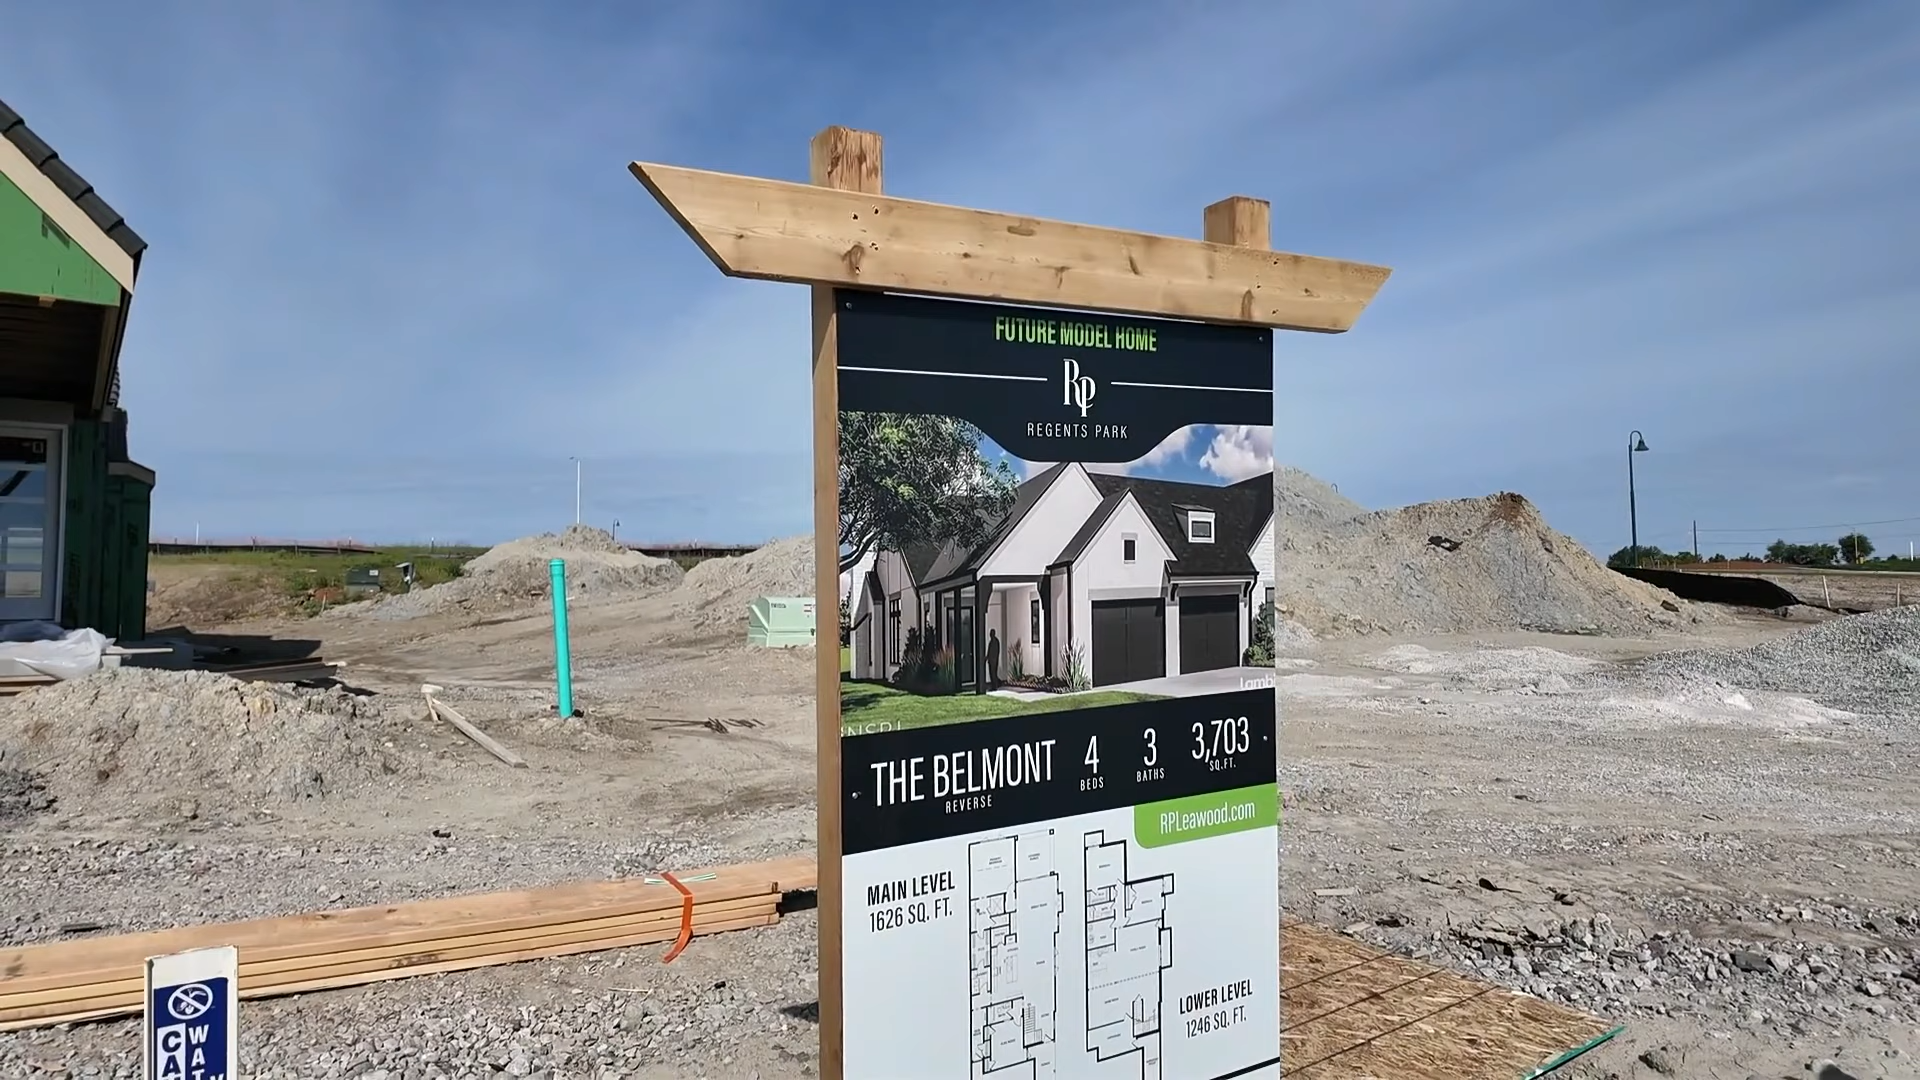 FUTURE MODEL HOME
RP
REGENTS PARK
THE BELMONT
REVERSE
4
BEDS
3
BATHS
3,703
SQ.FT.
RPLeawood.com
MAIN LEVEL
1626 SQ. FT.
LOWER LEVEL
1246 SQ. FT.